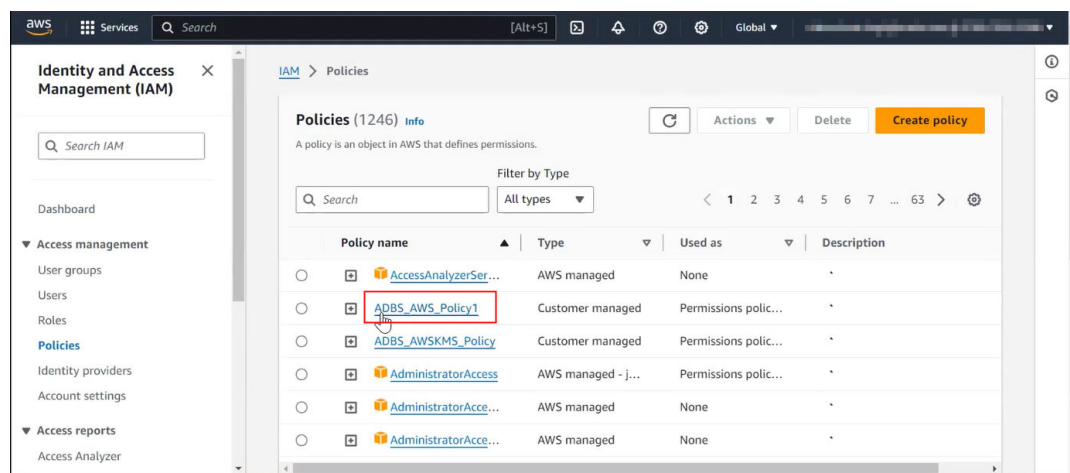 aws Services Search [Alt+S] Global
Identity and Access
Management (IAM)
Search IAM
Dashboard
Access management
User groups
Users
Roles
Policies
Identity providers
Account settings
Access reports
Access Analyzer
IAM > Policies
Policies (1246) Info
Actions Delete Create policy
A policy is an object in AWS that defines permissions.
Filter by Type
Search All types < 1 2 3 4 5 6 7 ... 63 >
Policy name Type Used as Description
AccessAnalyzerSer... AWS managed None -
ADBS_AWS_Policy1 Customer managed Permissions polic... -
ADBS_AWSKMS_Policy Customer managed Permissions polic... -
AdministratorAccess AWS managed - j... Permissions polic... -
AdministratorAcce... AWS managed None -
AdministratorAcce... AWS managed None -